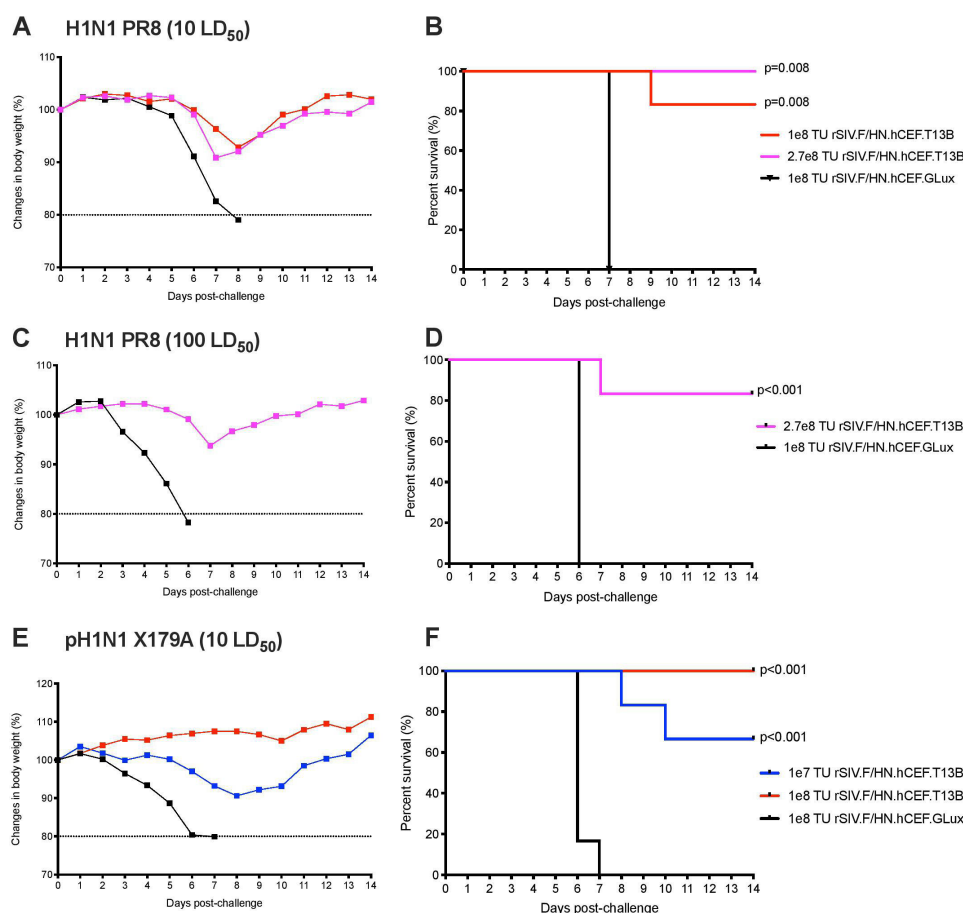 A H1N1 PR8 (10 LD50)
Changes in body weight (%)
110
100
90
80
70
0 1 2 3 4 5 6 7 8 9 10 11 12 13 14
Days post-challenge
B
Percent survival (%)
100
80
60
40
20
0
0 1 2 3 4 5 6 7 8 9 10 11 12 13 14
Days post-challenge
p=0.008
p=0.008
1e8 TU rSIV.F/HN.hCEF.T13B
2.7e8 TU rSIV.F/HN.hCEF.T13B
1e8 TU rSIV.F/HN.hCEF.GLux
C H1N1 PR8 (100 LD50)
Changes in body weight (%)
110
100
90
80
70
0 1 2 3 4 5 6 7 8 9 10 11 12 13 14
Days post-challenge
D
Percent survival (%)
100
80
60
40
20
0
0 1 2 3 4 5 6 7 8 9 10 11 12 13 14
Days post-challenge
p<0.001
2.7e8 TU rSIV.F/HN.hCEF.T13B
1e8 TU rSIV.F/HN.hCEF.GLux
E pH1N1 X179A (10 LD50)
Changes in body weight (%)
120
110
100
90
80
70
0 1 2 3 4 5 6 7 8 9 10 11 12 13 14
Days post-challenge
F
Percent survival (%)
100
80
60
40
20
0
0 1 2 3 4 5 6 7 8 9 10 11 12 13 14
Days post-challenge
p<0.001
p<0.001
1e7 TU rSIV.F/HN.hCEF.T13B
1e8 TU rSIV.F/HN.hCEF.T13B
1e8 TU rSIV.F/HN.hCEF.GLux